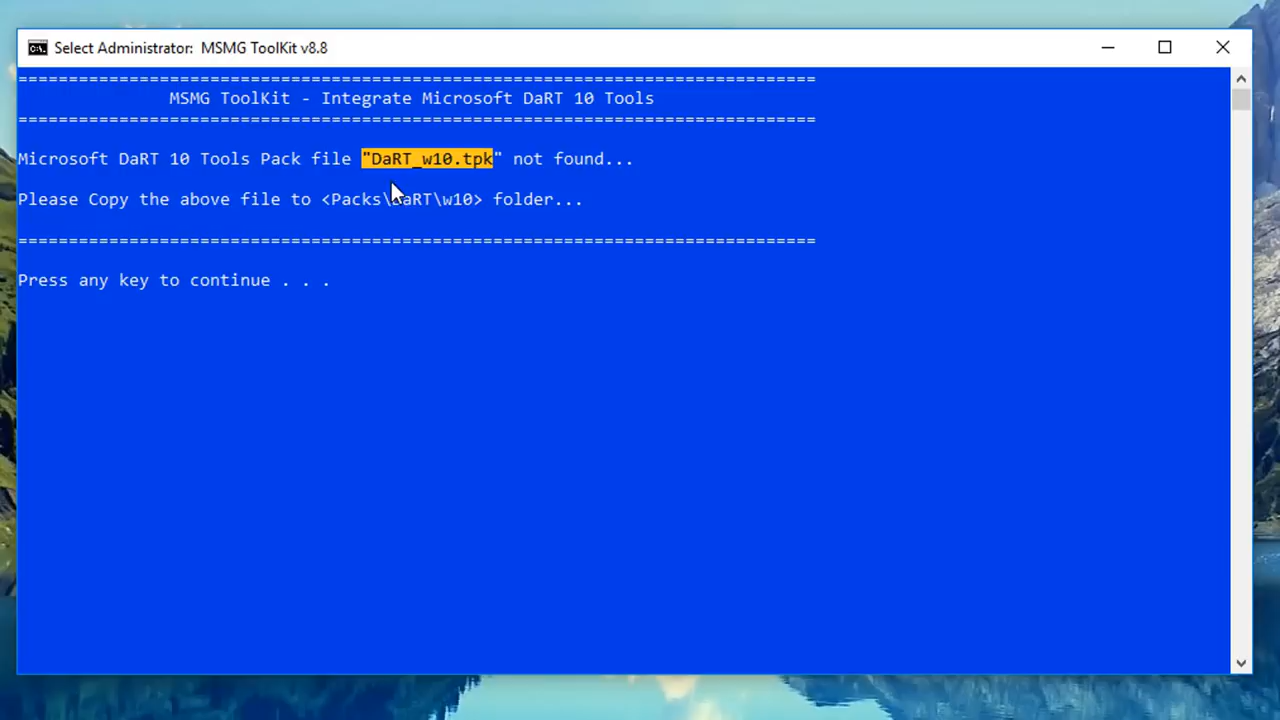 Select Administrator:  MSMG ToolKit v8.8
================================================================================
MSMG ToolKit - Integrate Microsoft DaRT 10 Tools
================================================================================
Microsoft DaRT 10 Tools Pack file "DaRT_w10.tpk" not found...
Please Copy the above file to <Packs\DaRT\w10> folder...
================================================================================
Press any key to continue . . .